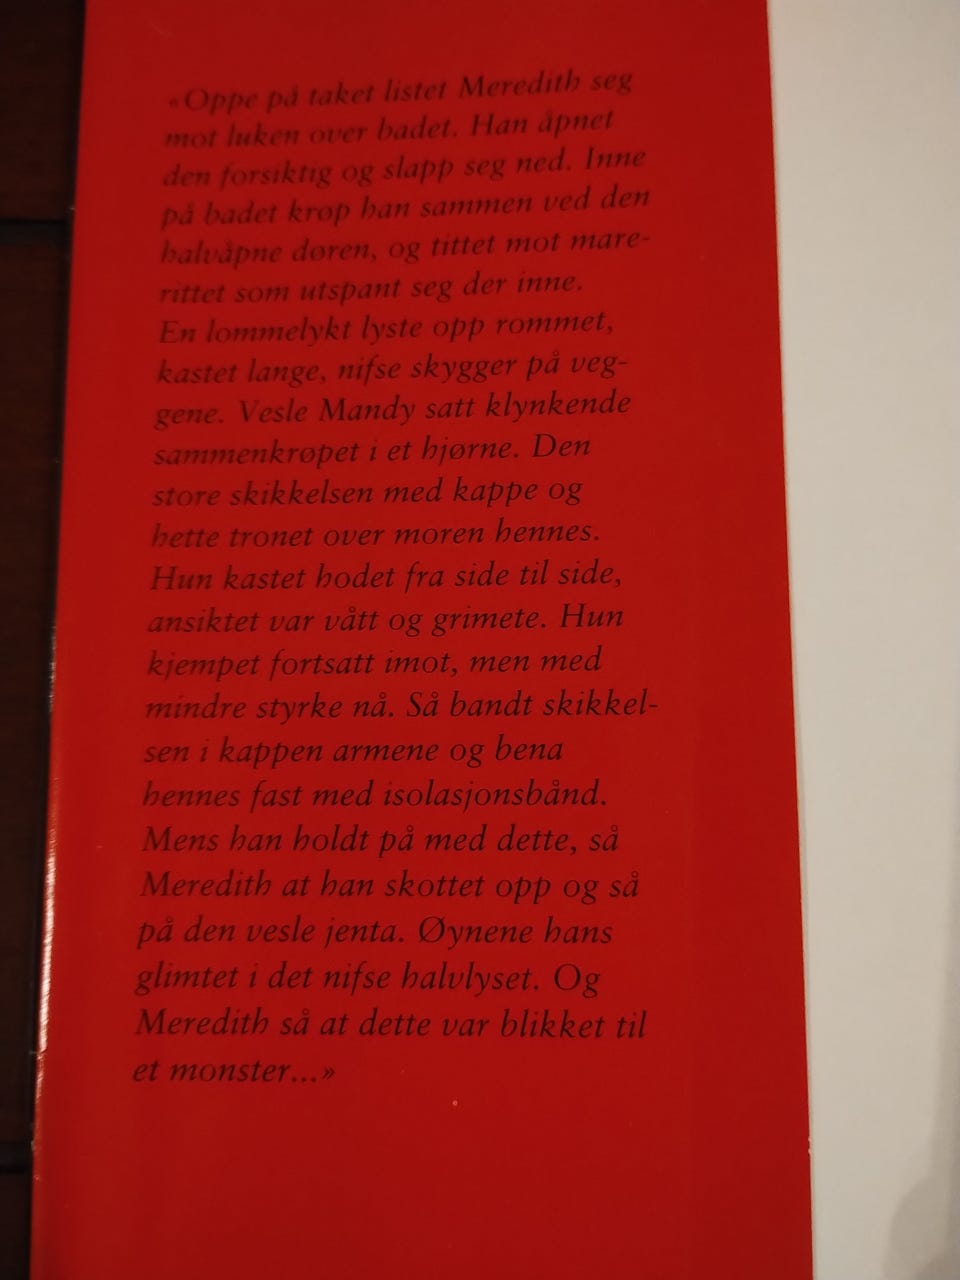 «Oppe på taket listet Meredith seg
mot luken over badet. Han åpnet
den forsiktig og slapp seg ned. Inne
på badet krøp han sammen ved den
halvåpne døren, og tittet mot mare-
rittet som utspant seg der inne.
En lommelykt lyste opp rommet,
kastet lange, nifse skygger på veg-
gene. Vesle Mandy satt klynkende
sammenkrøpet i et hjørne. Den
store skikkelsen med kappe og
hette tronet over moren hennes.
Hun kastet hodet fra side til side,
ansiktet var vått og grimete. Hun
kjempet fortsatt imot, men med
mindre styrke nå. Så bandt skikkel-
sen i kappen armene og bena
hennes fast med isolasjonsbånd.
Mens han holdt på med dette, så
Meredith at han skottet opp og så
på den vesle jenta. Øynene hans
glimtet i det nifse halvlyset. Og
Meredith så at dette var blikket til
et monster...»